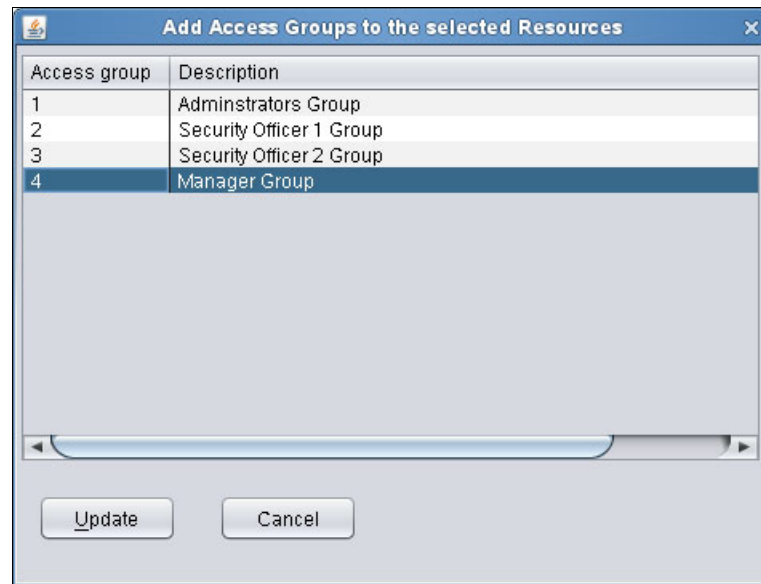 Add Access Groups to the selected Resources
Access group Description
1 Adminstrators Group
2 Security Officer 1 Group
3 Security Officer 2 Group
4 Manager Group
Update Cancel